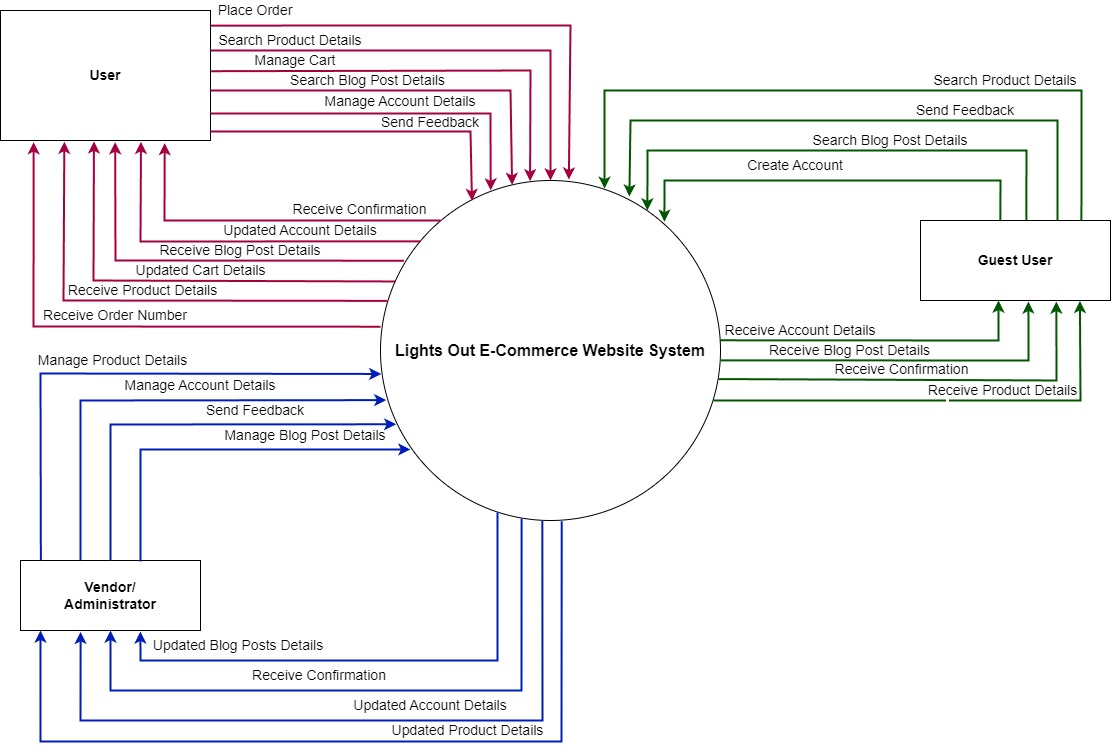 Place Order
Search Product Details
Manage Cart
User
Search Blog Post Details
Manage Account Details
Send Feedback
Search Product Details
Send Feedback
Search Blog Post Details
Create Account
Receive Confirmation
Updated Account Details
Receive Blog Post Details
Updated Cart Details
Receive Product Details
Receive Order Number
Guest User
Lights Out E-Commerce Website System
Receive Account Details
Receive Blog Post Details
Receive Confirmation
Receive Product Details
Manage Product Details
Manage Account Details
Send Feedback
Manage Blog Post Details
Vendor/
Administrator
Updated Blog Posts Details
Receive Confirmation
Updated Account Details
Updated Product Details